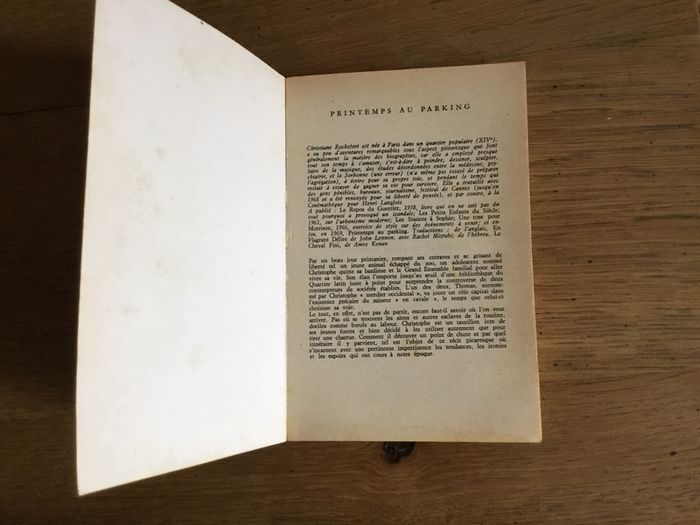 PRINTEMPS AU PARKING
Christiane Rochefort est née à Paris dans un quartier populaire (XIVe),
a eu peu d'aventures remarquables sous l'aspect pittoresque qui font
généralement la matière des biographies, car elle a employé presque
tout son temps à s'amuser, c'est-à-dire à peindre, dessiner, sculpter,
faire de la musique, des études désordonnées entre la médecine, psy-
chiatrie, et la Sorbonne (une erreur) (n'a même pas essayé de préparer
l'agrégation), à écrire pour sa propre joie, et pendant le temps qui
restait à essayer de gagner sa vie pour survivre. Elle a travaillé avec
des gens pénibles, bureaux, journalisme, festival de Cannes (jusqu'en
1968 et a été renvoyée pour sa liberté de pensée), et par contre, à la
Cinémathèque pour Henri Langlois.
A publié : Le Repos du Guerrier, 1958, livre qui on ne sait pas du
tout pourquoi a provoqué un scandale; Les Petits Enfants du Siècle,
1961, sur l'urbanisme moderne; Les Stances à Sophie; Une rose pour
Morrison, 1966, exercice de style sur des événements à venir; et en-
fin, en 1969, Printemps au parking. Traductions : de l'anglais, En
Flagrant Délire de John Lennon, avec Rachel Mizrahi; de l'hébreu, Le
Cheval Fini, de Amos Kenan.
Par un beau jour printanier, rompant ses entraves et se grisant de
liberté tel un jeune animal échappé du zoo, un adolescent nommé
Christophe quitte sa banlieue et le Grand Ensemble familial pour aller
vivre sa vie. Son élan l'emporte jusqu'au seuil d'une bibliothèque du
Quartier latin juste à point pour surprendre la controverse de deux
contempteurs de sociétés établies. L'un des deux, Thomas, surnom-
mé par Christophe « merdier occidental », va jouer un rôle capital dans
l'existence précaire du mineur « en cavale », le temps que celui-ci
choisisse sa voie.
Le tout, en effet, n'est pas de partir, encore faut-il savoir où l'on veut
arriver. Pas où se trouvent les siens et autres esclaves de la routine,
dociles comme bœufs au labour. Christophe est un taurillon ivre de
ses jeunes forces et bien décidé à les utiliser autrement que pour
tirer une charrue. Comment il découvre un point de chute et par quel
itinéraire il y parvient, tel est l'objet de ce récit picaresque où
s'incarnent avec une pertinente impertinence les tendances, les ironies
et les espoirs qui ont cours à notre époque.